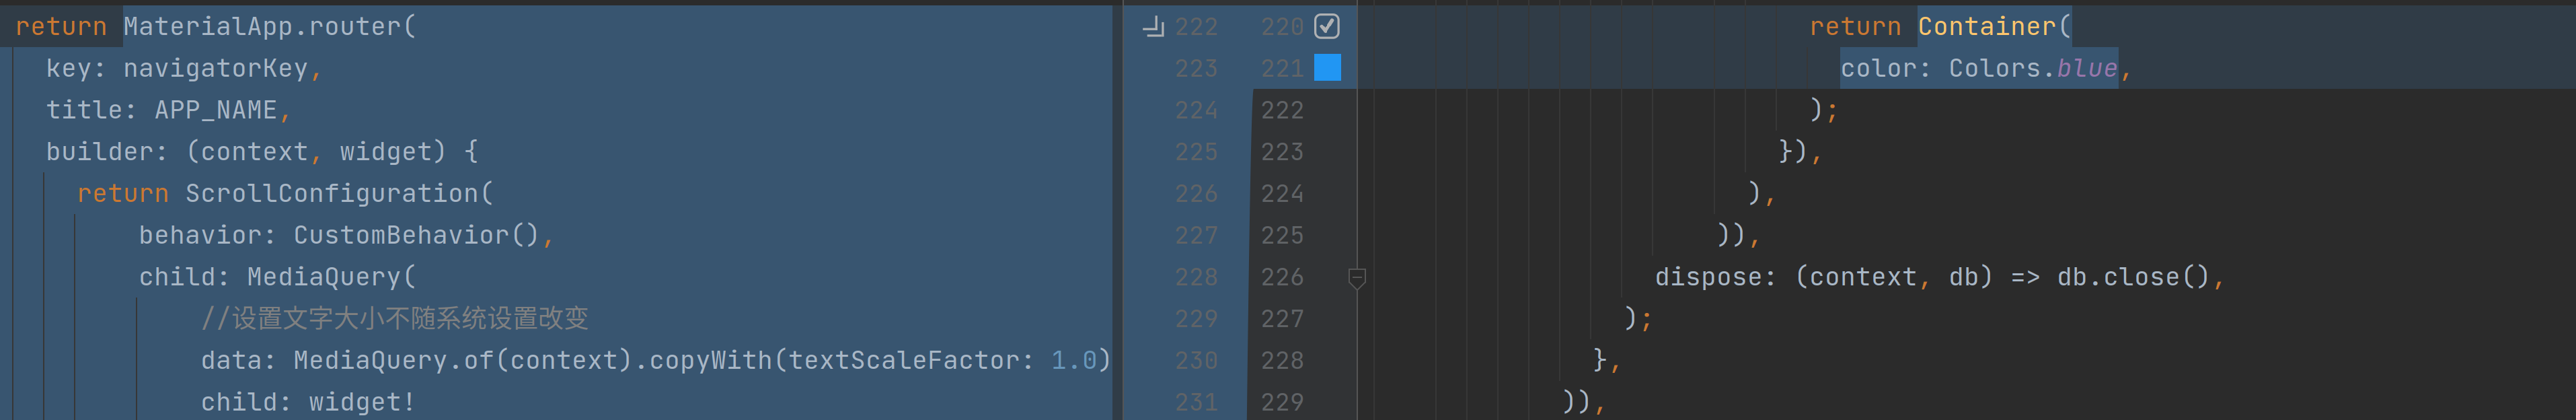 return MaterialApp.router(
key: navigatorKey,
title: APP_NAME,
builder: (context, widget) {
return ScrollConfiguration(
behavior: CustomBehavior(),
child: MediaQuery(
//设置文字大小不随系统设置改变
data: MediaQuery.of(context).copyWith(textScaleFactor: 1.0)
child: widget!
222 220
223 221
224 222
225 223
226 224
227 225
228 226
229 227
230 228
231 229
return Container(
color: Colors.blue,
);
}),
),
)),
dispose: (context, db) => db.close(),
);
},
)),